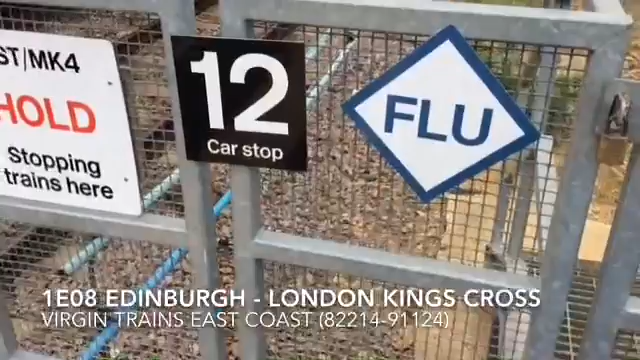 ST/MK4
HOLD
Stopping
trains here
12
Car stop
FLU
1E08 EDINBURGH - LONDON KINGS CROSS
VIRGIN TRAINS EAST COAST (82214-91124)